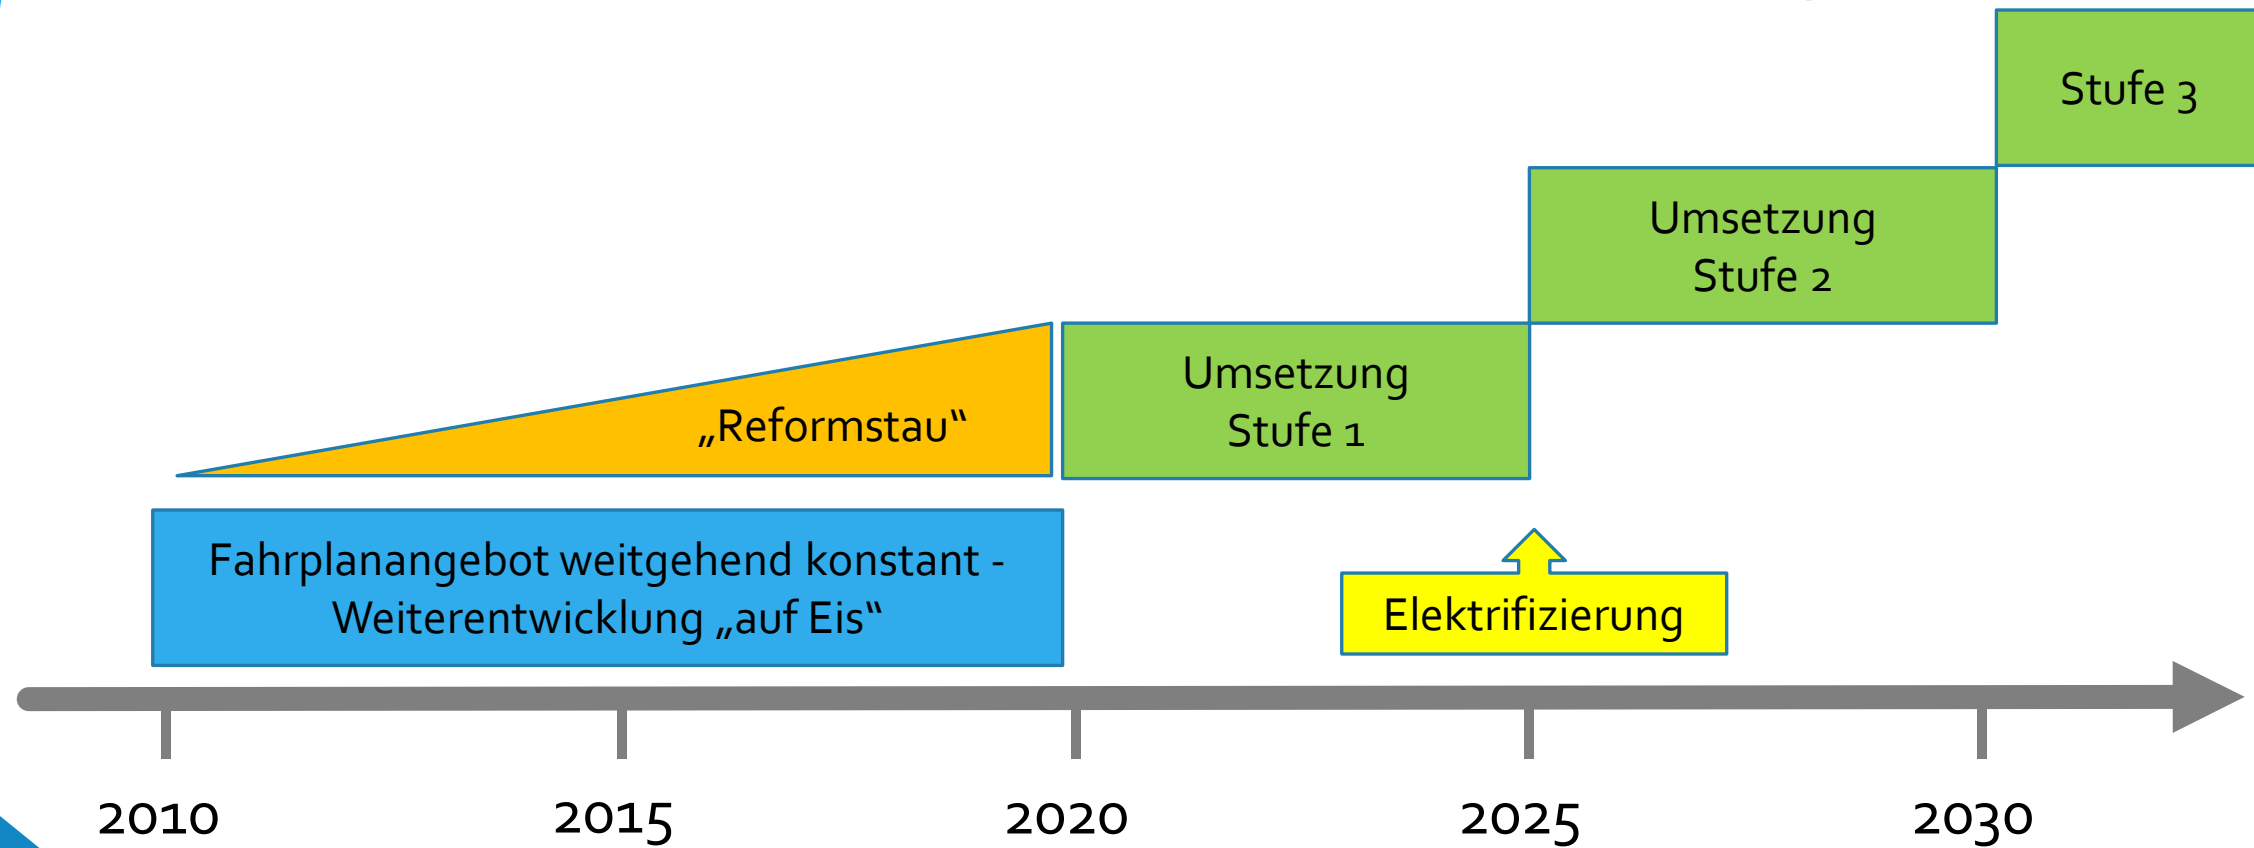 Stufe 3
Umsetzung
Stufe 2
Umsetzung
Stufe 1
„Reformstau“
Fahrplanangebot weitgehend konstant -
Weiterentwicklung „auf Eis“
Elektrifizierung
2010 2015 2020 2025 2030